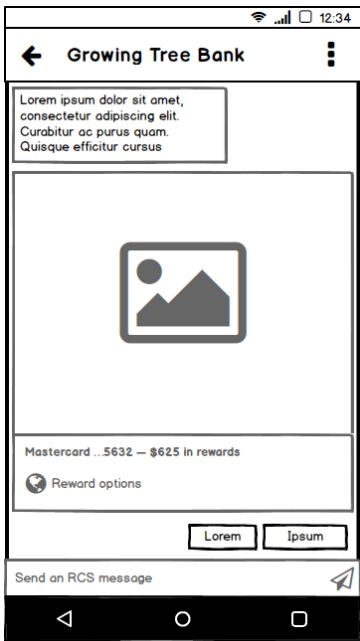 12:34
Growing Tree Bank
Lorem ipsum dolor sit amet,
consectetur adipiscing elit.
Curabitur ac purus quam.
Quisque efficitur cursus
Mastercard ...5632 — $625 in rewards
Reward options
Lorem
Ipsum
Send an RCS message